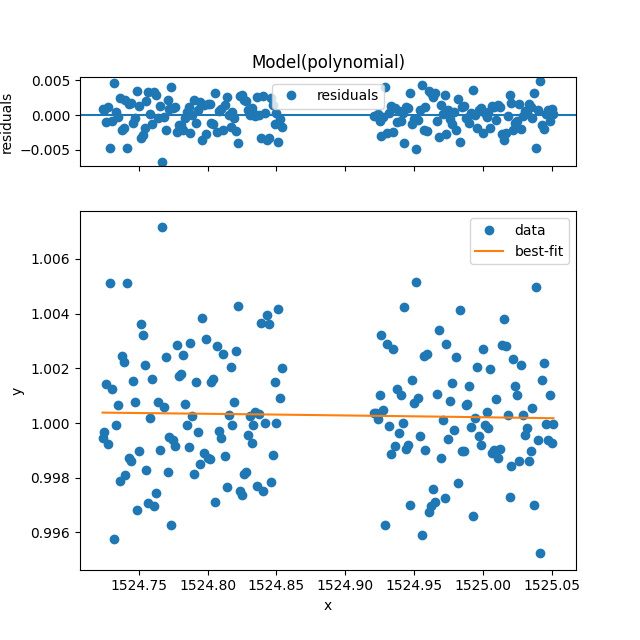 Model(polynomial)
residuals
0.005
0.000
−0.005
residuals
data
best-fit
y
1.006
1.004
1.002
1.000
0.998
0.996
1524.75
1524.80
1524.85
1524.90
1524.95
1525.00
1525.05
x